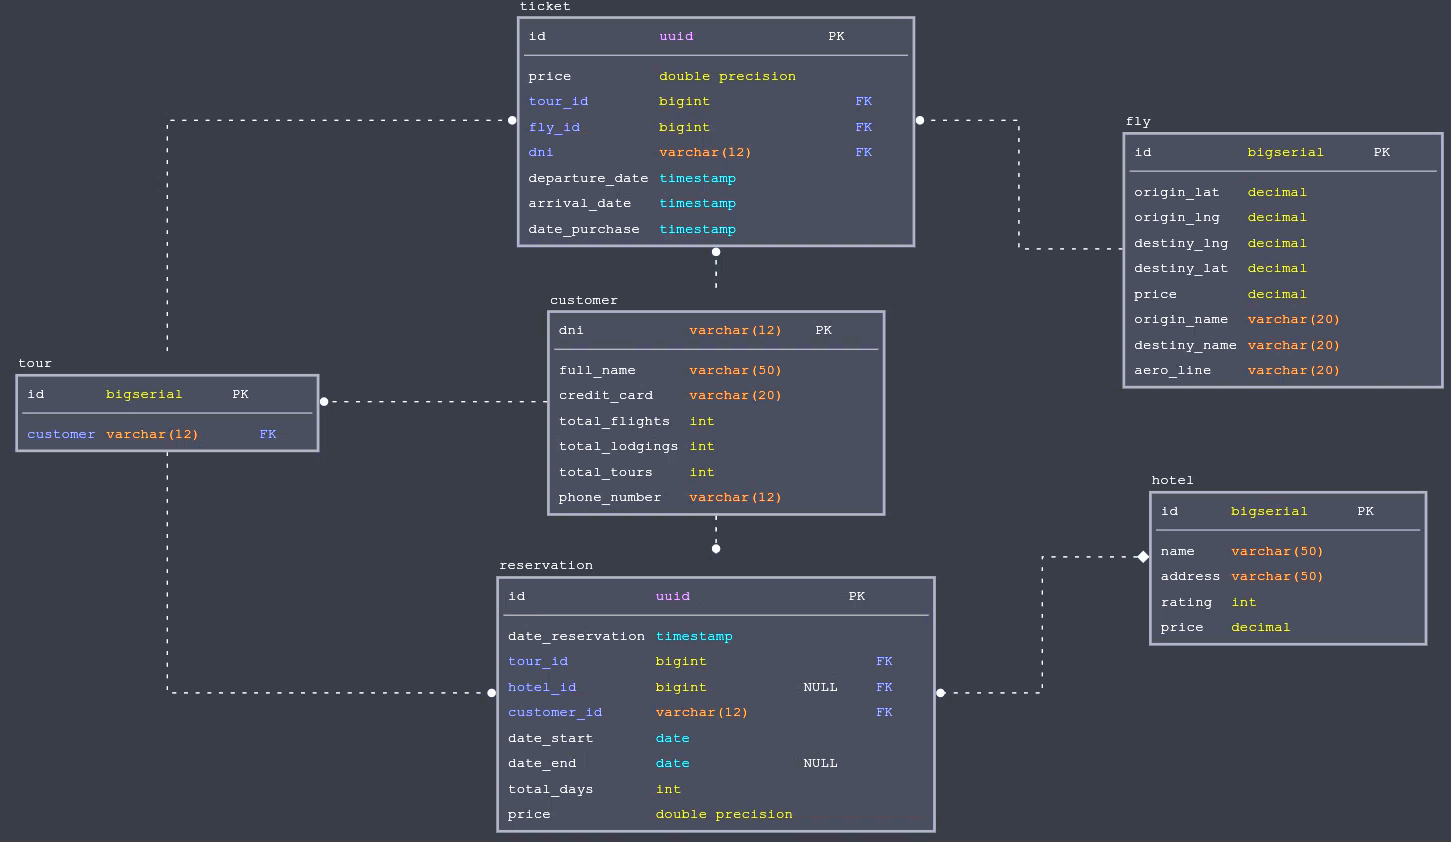 ticket
id uuid PK
price double precision
tour_id bigint FK
fly_id bigint FK
dni varchar(12) FK
departure_date timestamp
arrival_date timestamp
date_purchase timestamp
fly
id bigserial PK
origin_lat decimal
origin_lng decimal
destiny_lng decimal
destiny_lat decimal
price decimal
origin_name varchar(20)
destiny_name varchar(20)
aero_line varchar(20)
customer
dni varchar(12) PK
full_name varchar(50)
credit_card varchar(20)
total_flights int
total_lodgings int
total_tours int
phone_number varchar(12)
tour
id bigserial PK
customer varchar(12) FK
hotel
id bigserial PK
name varchar(50)
address varchar(50)
rating int
price decimal
reservation
id uuid PK
date_reservation timestamp
tour_id bigint FK
hotel_id bigint NULL FK
customer_id varchar(12) FK
date_start date
date_end date NULL
total_days int
price double precision